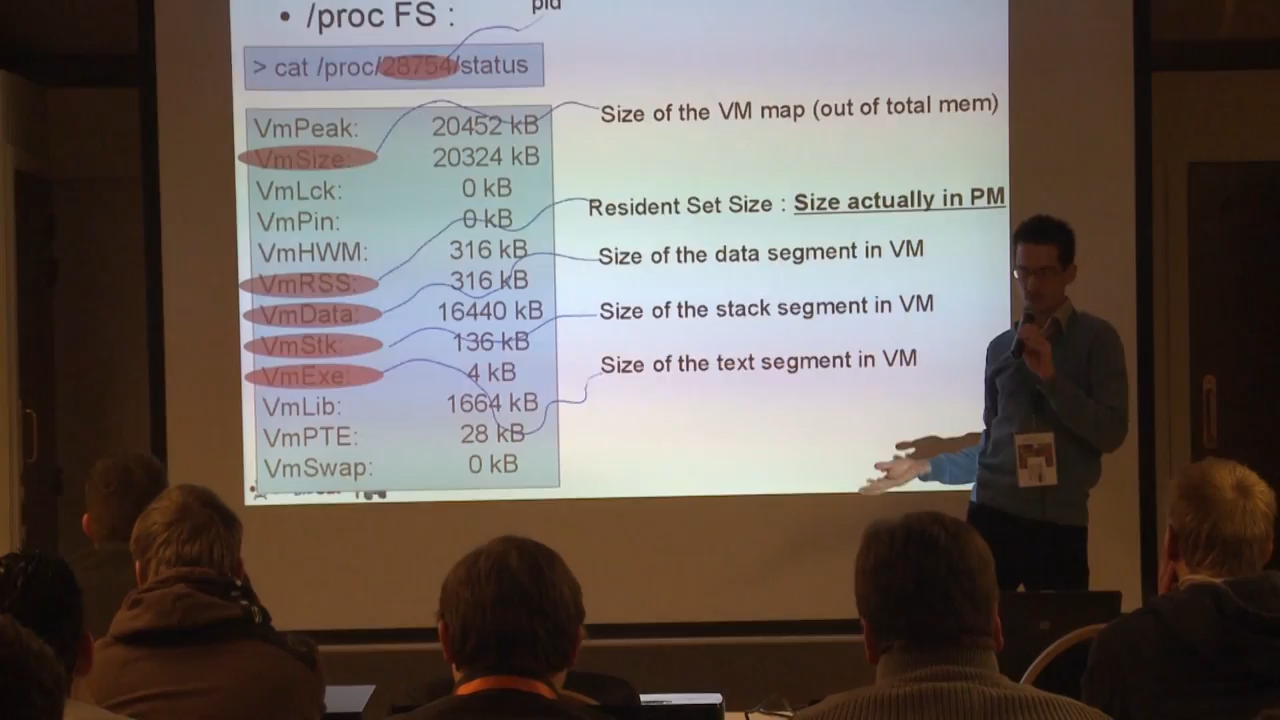 pid
• /proc FS :
> cat /proc/28754/status
VmPeak: 20452 kB
Size of the VM map (out of total mem)
VmSize: 20324 kB
VmLck: 0 kB
VmPin: 0 kB
Resident Set Size : Size actually in PM
VmHWM: 316 kB
Size of the data segment in VM
VmRSS: 316 kB
VmData: 16440 kB
Size of the stack segment in VM
VmStk: 136 kB
VmExe: 4 kB
Size of the text segment in VM
VmLib: 1664 kB
VmPTE: 28 kB
VmSwap: 0 kB